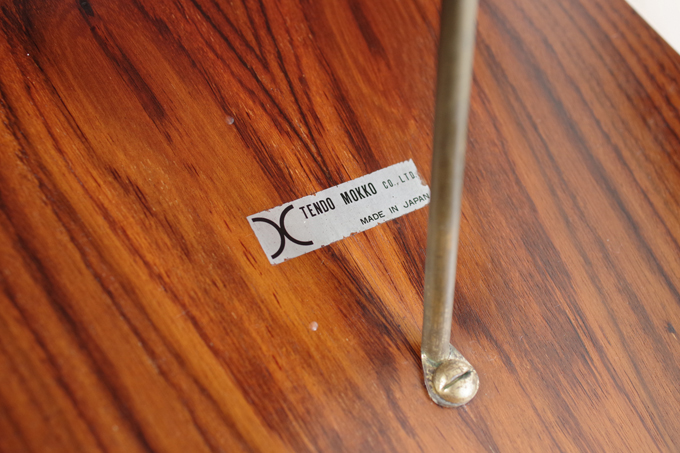 TENDO MOKKO CO., LTD.
MADE IN JAPAN